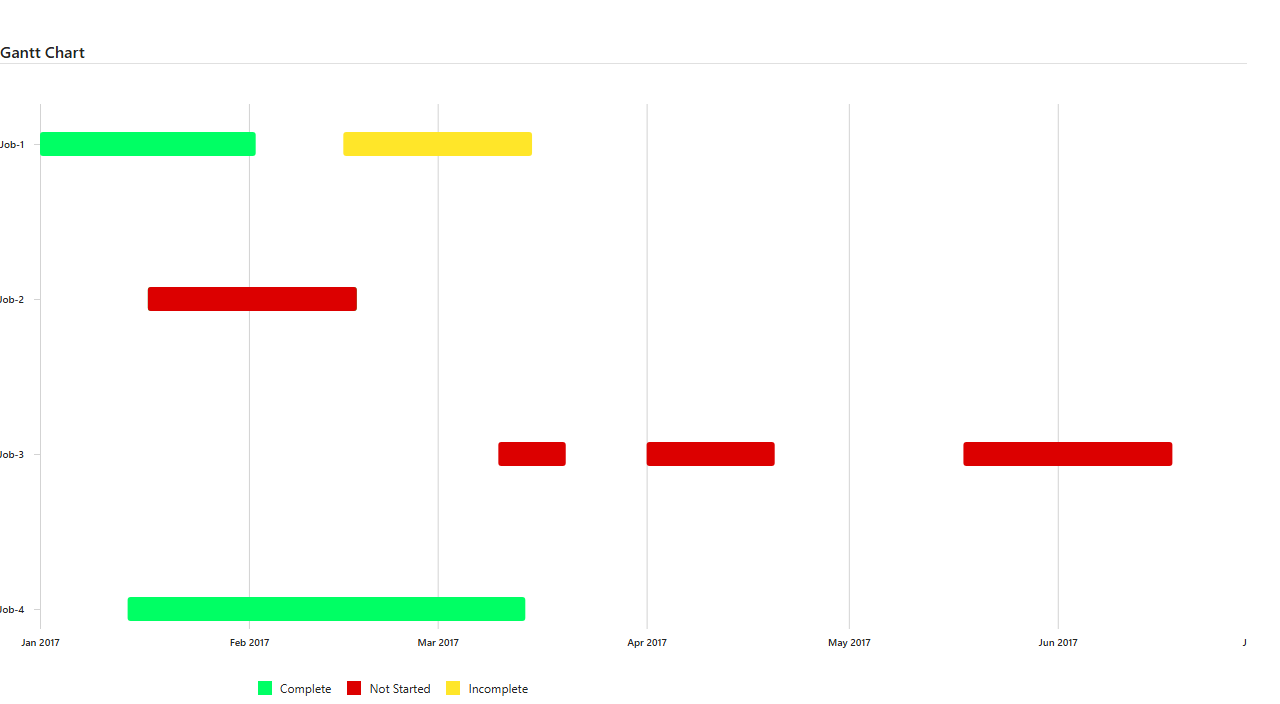 Gantt Chart
Job-1
Job-2
Job-3
Job-4
Jan 2017 Feb 2017 Mar 2017 Apr 2017 May 2017 Jun 2017 J
Complete Not Started Incomplete